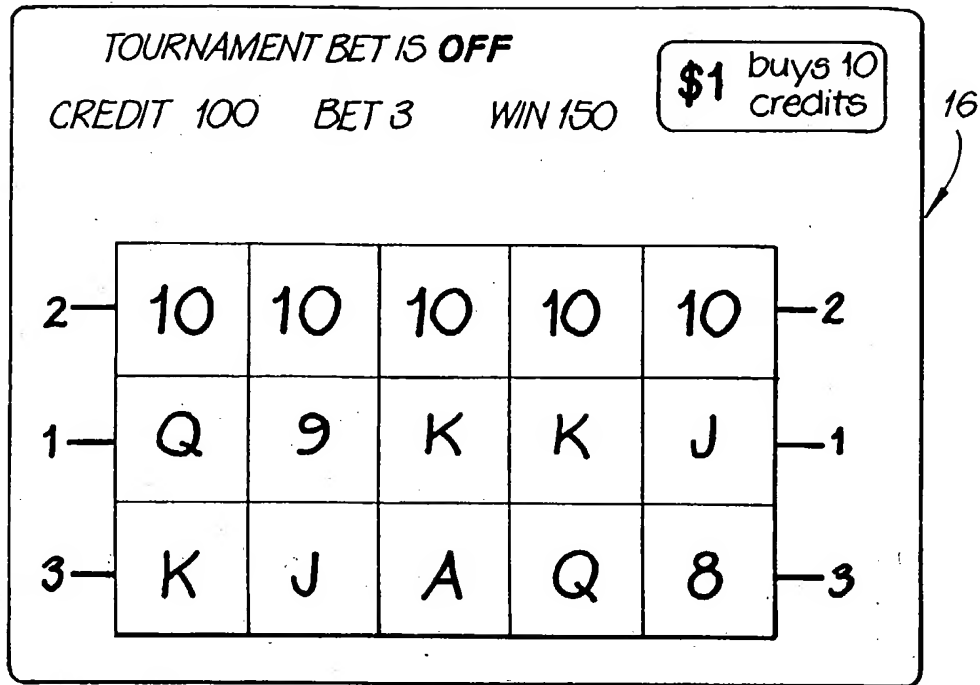 TOURNAMENT BET IS OFF
$1 buys 10 credits
CREDIT 100 BET 3 WIN 150
16
2 10 10 10 10 10 2
1 Q 9 K K J 1
3 K J A Q 8 3